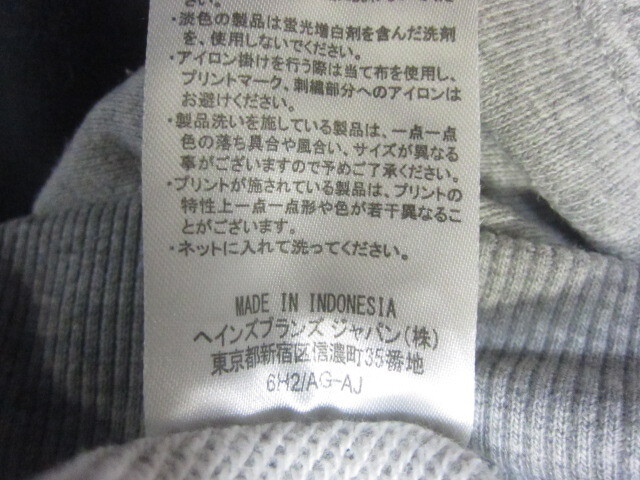 ・淡色の製品は蛍光増白剤を含んだ洗剤
を、使用しないでください。
・アイロン掛けを行う際は当て布を使用し、
プリントマーク、刺繍部分へのアイロンは
お避けください。
・製品洗いを施している製品は、一点一点
色の落ち具合や風合い、サイズが異なる
事がございますので予めご了承ください。
・プリントが施されている製品は、プリントの
特性上一点一点形や色が若干異なること
がございます。
・ネットに入れて洗ってください。
MADE IN INDONESIA
ヘインズブランズ ジャパン(株)
東京都新宿区信濃町35番地
6H2/AG-AJ